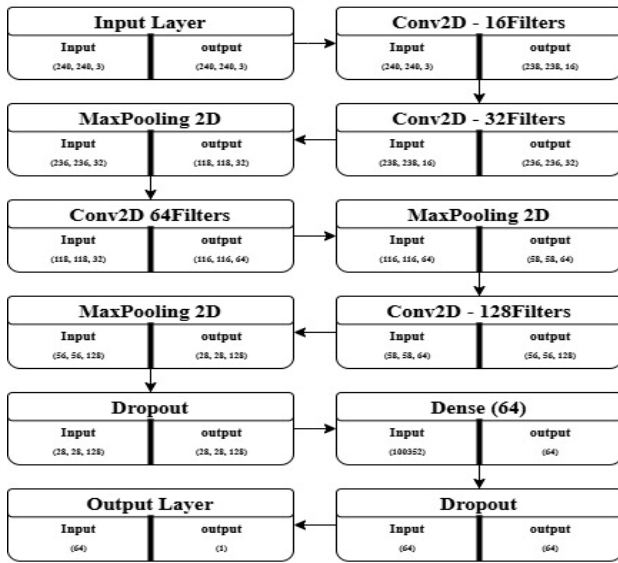 Input Layer
Input output
(240, 240, 3) (240, 240, 3)
Conv2D - 16Filters
Input output
(240, 240, 3) (238, 238, 16)
Conv2D - 32Filters
Input output
(238, 238, 16) (236, 236, 32)
MaxPooling 2D
Input output
(236, 236, 32) (118, 118, 32)
Conv2D 64Filters
Input output
(118, 118, 32) (116, 116, 64)
MaxPooling 2D
Input output
(116, 116, 64) (58, 58, 64)
Conv2D - 128Filters
Input output
(58, 58, 64) (56, 56, 128)
MaxPooling 2D
Input output
(56, 56, 128) (28, 28, 128)
Dropout
Input output
(28, 28, 128) (28, 28, 128)
Dense (64)
Input output
(100352) (64)
Dropout
Input output
(64) (64)
Output Layer
Input output
(64) (1)